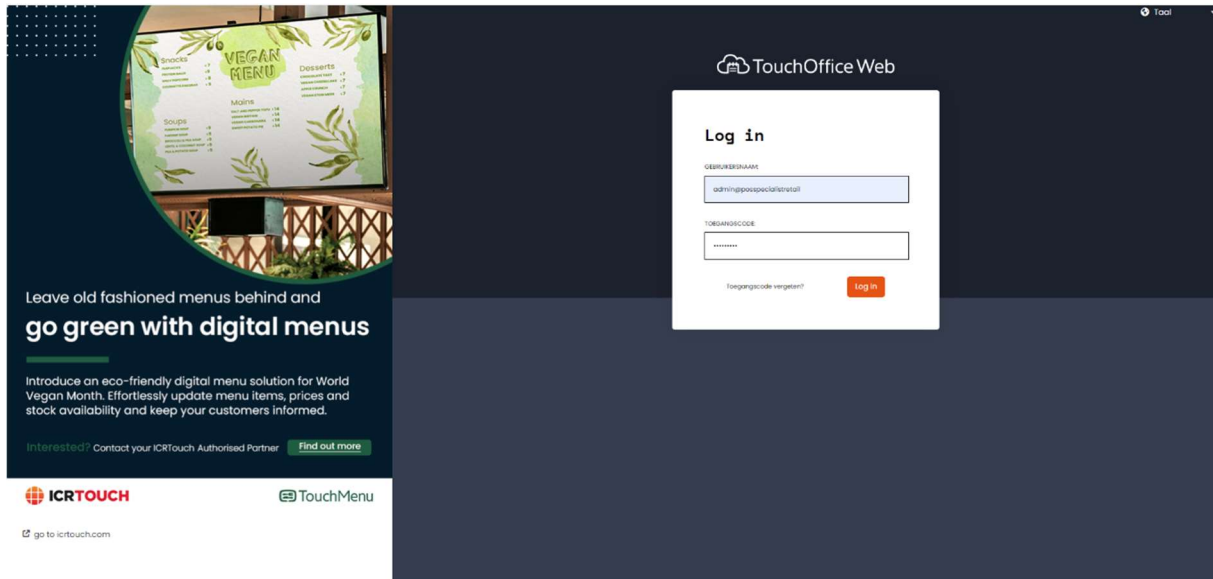 Taal
TouchOffice Web
Log in
GEBRUIKERSNAAM:
admin@posspecialistretail
TOEGANGSCODE:
•••••••••
Toegangscode vergeten?
Log in
VEGAN
MENU
Snacks
Soups
Mains
Desserts
Leave old fashioned menus behind and
go green with digital menus
Introduce an eco-friendly digital menu solution for World
Vegan Month. Effortlessly update menu items, prices and
stock availability and keep your customers informed.
Interested? Contact your ICRTouch Authorised Partner Find out more
ICRTOUCH
TouchMenu
go to icrtouch.com